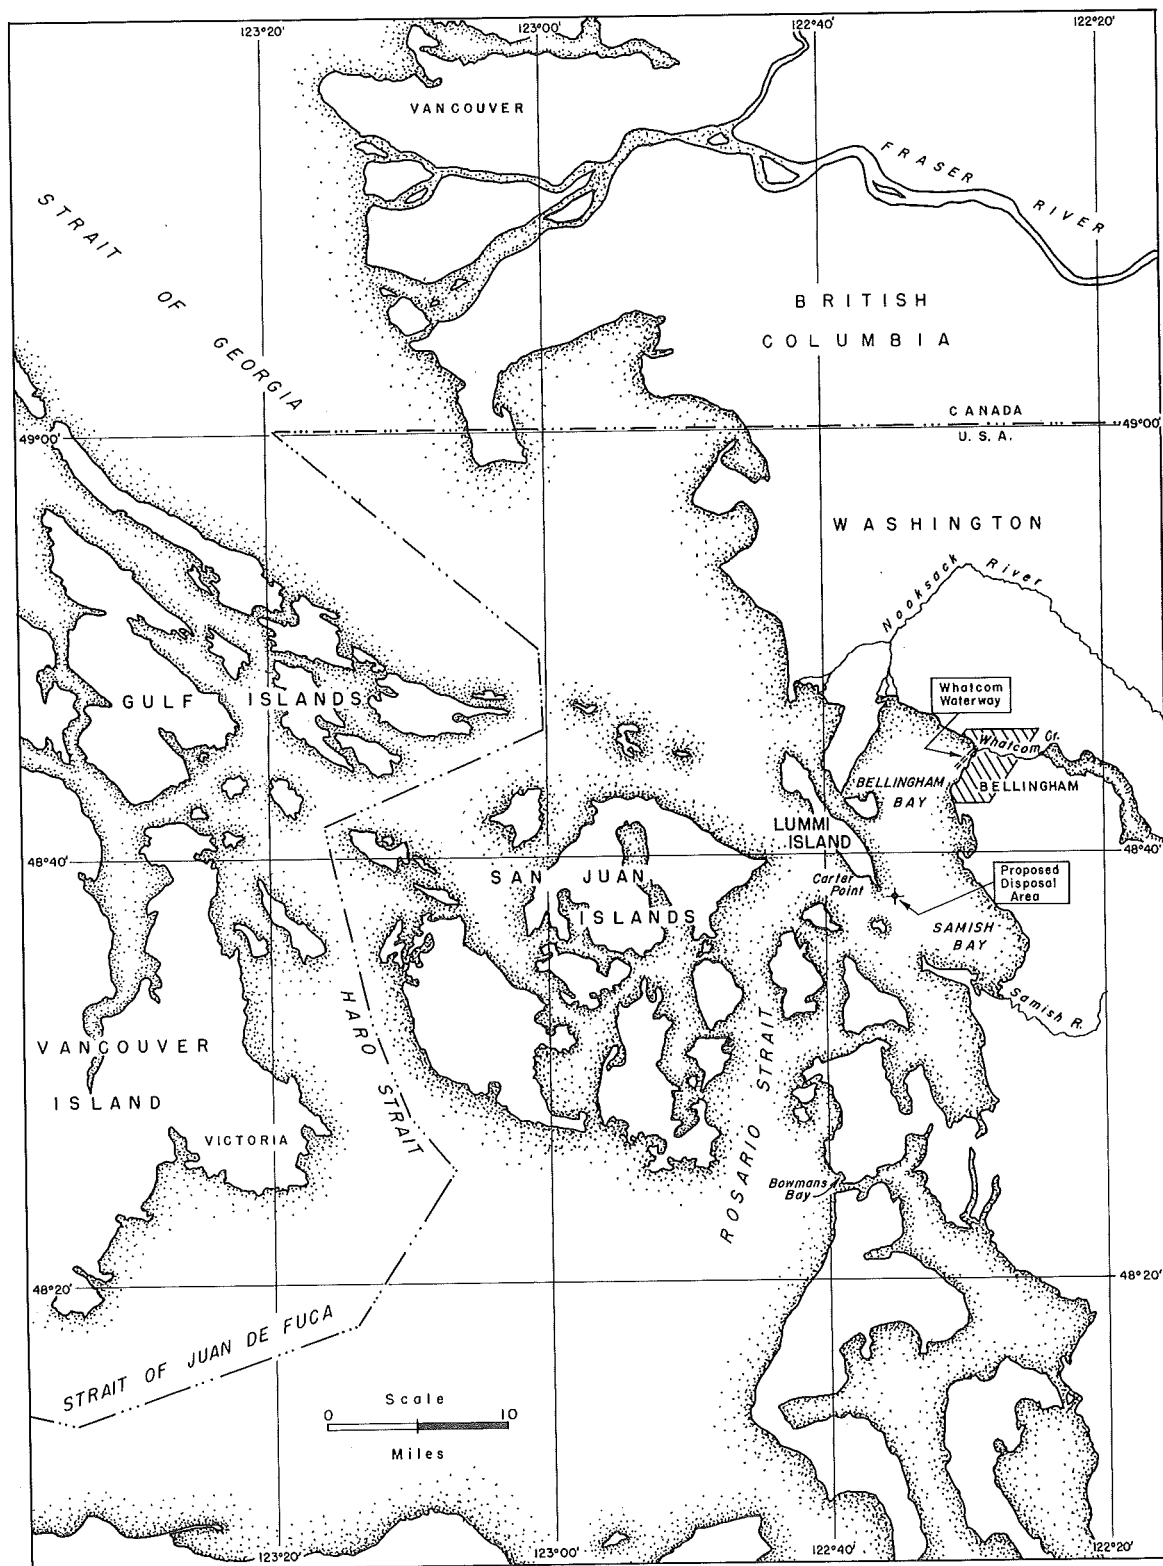 123°20'
123°00'
122°40'
122°20'
VANCOUVER
FRASER
RIVER
STRAIT
OF
GEORGIA
BRITISH
COLUMBIA
CANADA
49°00'
49°00'
U. S. A.
WASHINGTON
Nooksack
River
GULF ISLANDS
Whatcom
Waterway
Cr.
Whatcom
BELLINGHAM
BELLINGHAM
BAY
LUMMI
ISLAND
48°40'
48°40'
Carter
Point
Proposed
Disposal
Area
SAN JUAN
ISLANDS
SAMISH
BAY
Samish R.
HARO
STRAIT
ROSARIO STRAIT
VANCOUVER
ISLAND
VICTORIA
Bowmans
Bay
48°20'
48°20'
STRAIT OF JUAN DE FUCA
Scale
0 10
Miles
123°20'
123°00'
122°40'
122°20'